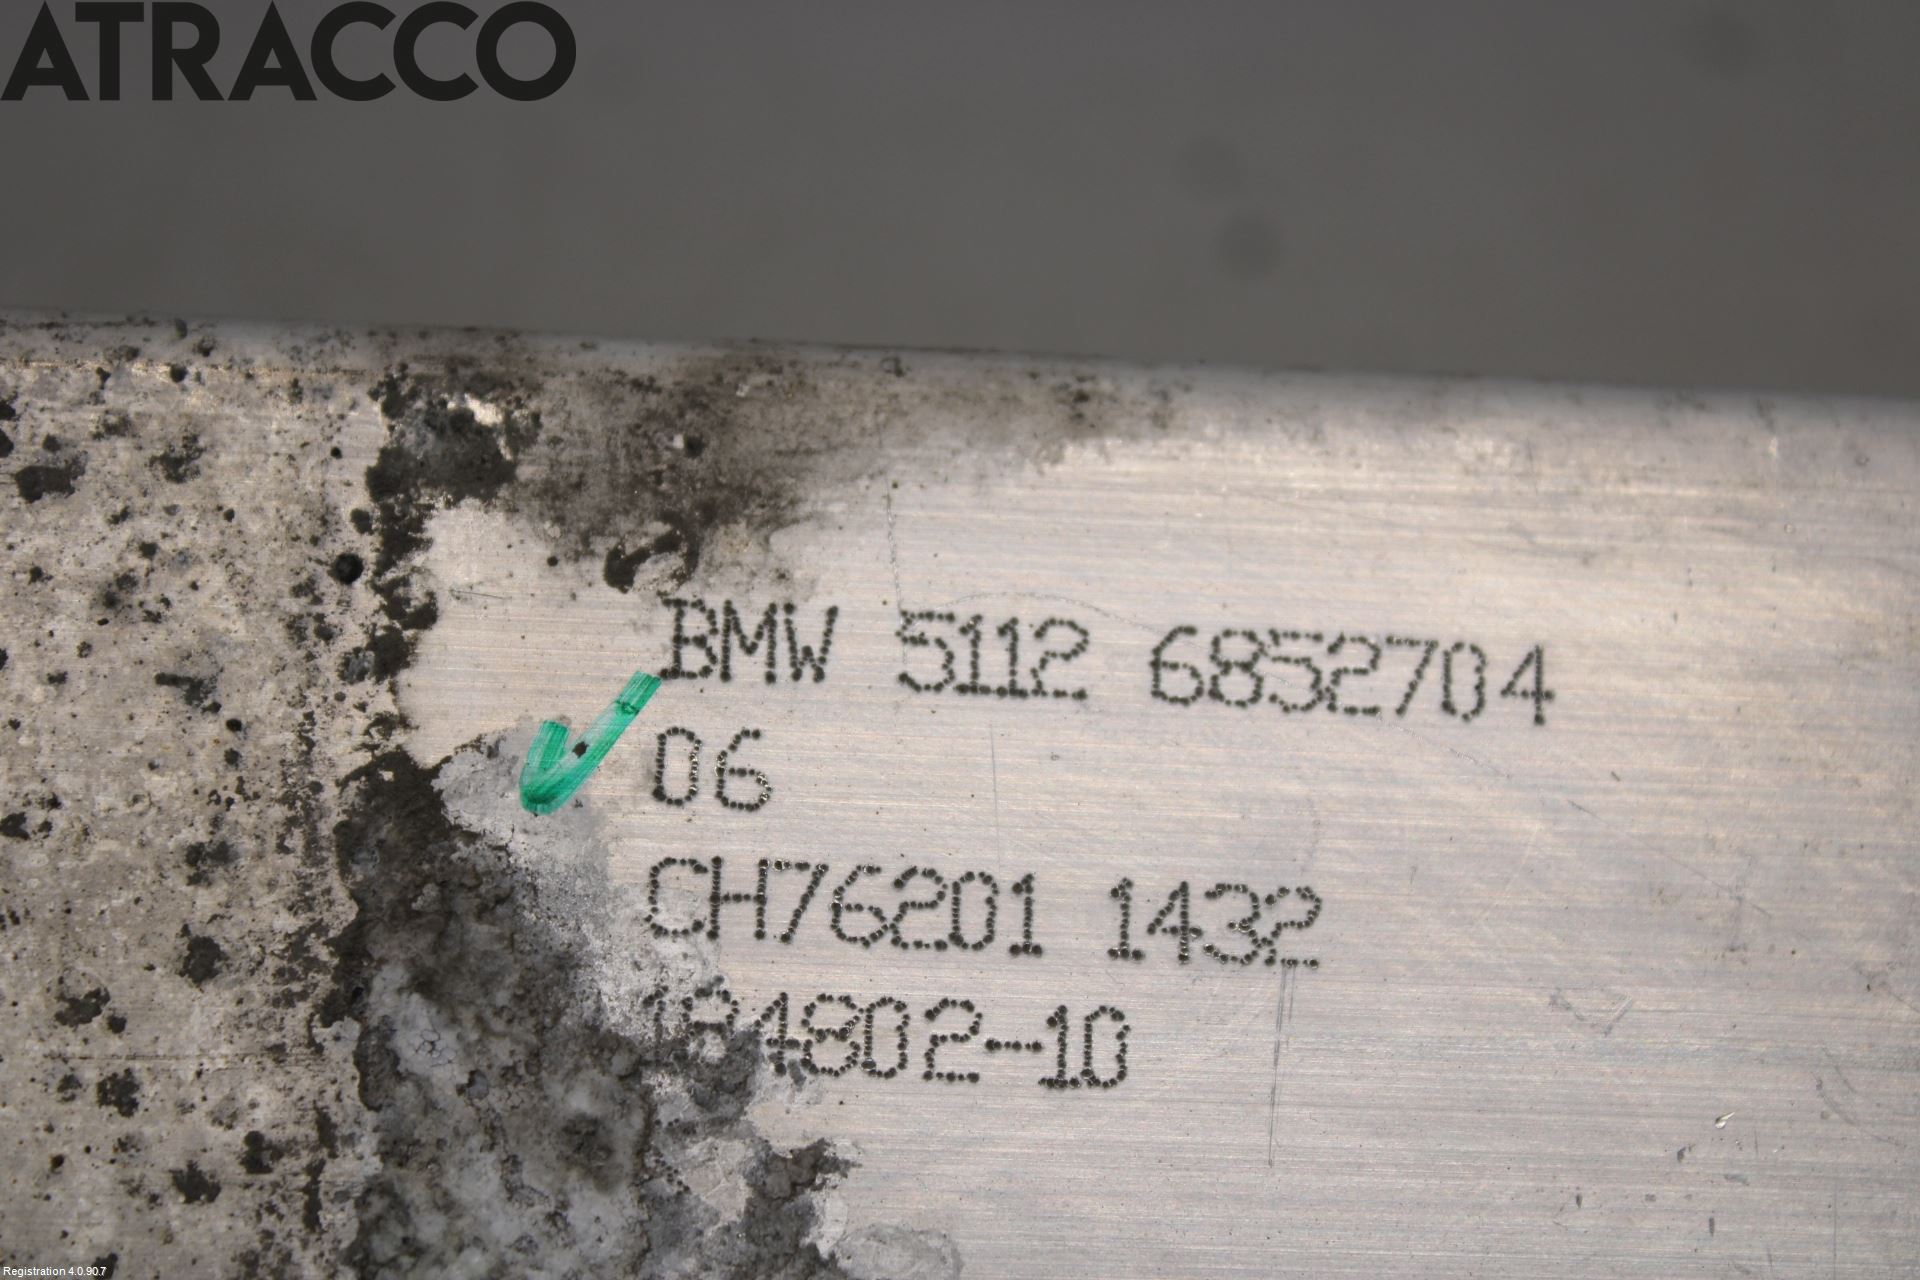 ATRACCO
BMW 5112 6852704
06
CH76201 1432
184802-10
Registration 4.0.90.7